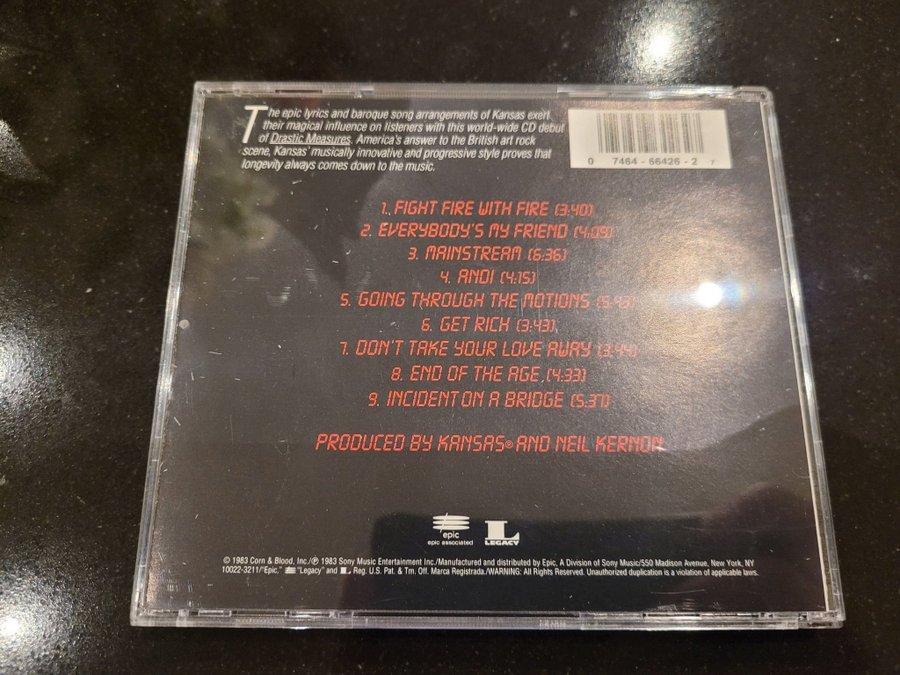 The epic lyrics and baroque song arrangements of Kansas exert
their magical influence on listeners with this world-wide CD debut
of Drastic Measures. America's answer to the British art rock
scene, Kansas' musically innovative and progressive style proves that
longevity always comes down to the music.
0 7464-66426-2 7
1. FIGHT FIRE WITH FIRE (3:40)
2. EVERYBODY'S MY FRIEND (4:09)
3. MAINSTREAM (6:36)
4. ANDI (4:15)
5. GOING THROUGH THE MOTIONS (5:43)
6. GET RICH (3:43)
7. DON'T TAKE YOUR LOVE AWAY (3:44)
8. END OF THE AGE (4:33)
9. INCIDENT ON A BRIDGE (5:37)
PRODUCED BY KANSAS® AND NEIL KERNON
epic
epic associated
L
LEGACY
© 1983 Corn & Blood, Inc./℗ 1983 Sony Music Entertainment Inc./Manufactured and distributed by Epic, A Division of Sony Music/550 Madison Avenue, New York, NY
10022-3211/"Epic," "Legacy" and L Reg. U.S. Pat. & Tm. Off. Marca Registrada./WARNING: All Rights Reserved. Unauthorized duplication is a violation of applicable laws.